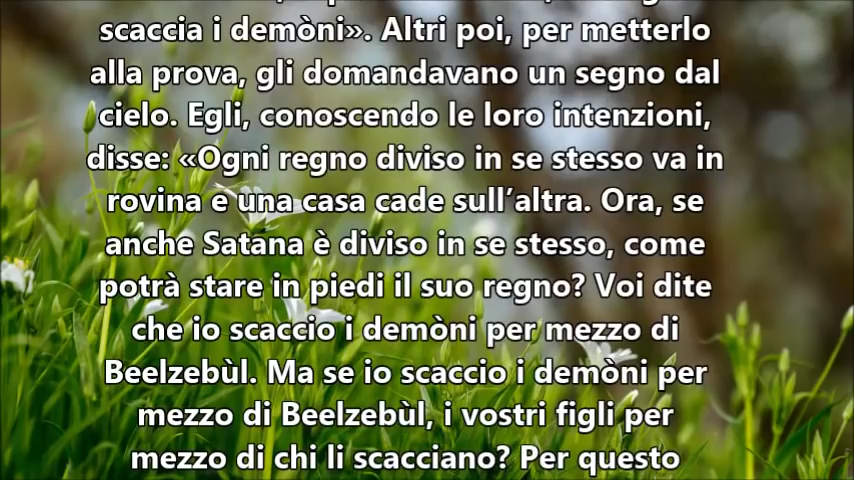 scaccia i demòni». Altri poi, per metterlo
alla prova, gli domandavano un segno dal
cielo. Egli, conoscendo le loro intenzioni,
disse: «Ogni regno diviso in se stesso va in
rovina e una casa cade sull’altra. Ora, se
anche Satana è diviso in se stesso, come
potrà stare in piedi il suo regno? Voi dite
che io scaccio i demòni per mezzo di
Beelzebùl. Ma se io scaccio i demòni per
mezzo di Beelzebùl, i vostri figli per
mezzo di chi li scacciano? Per questo